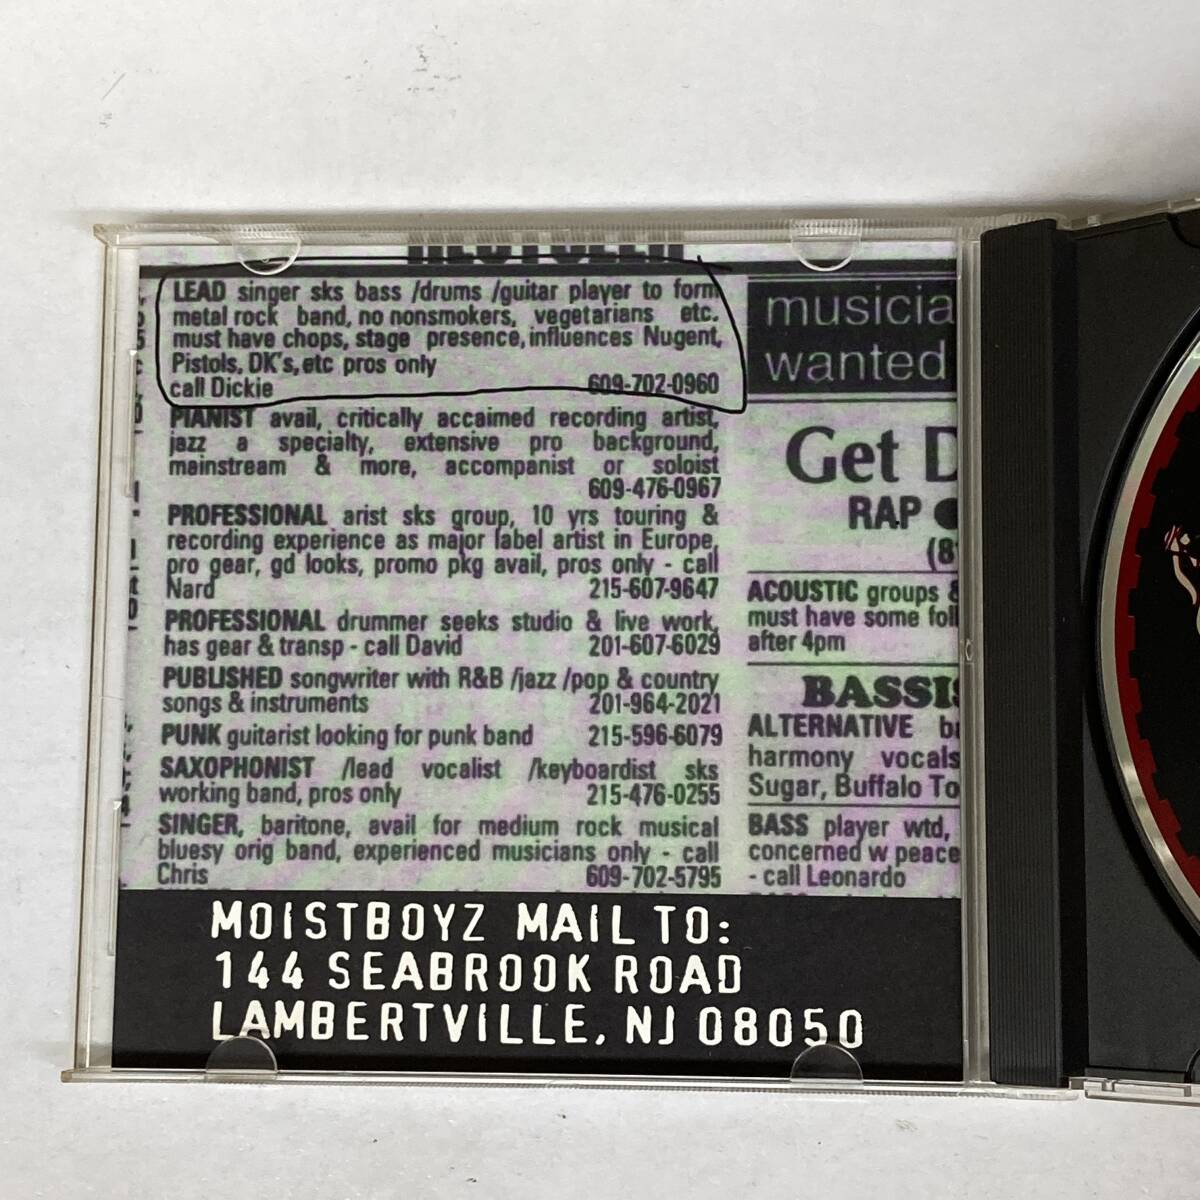 LEAD singer sks bass /drums /guitar player to form
metal rock band, no nonsmokers, vegetarians etc.
must have chops, stage presence, influences Nugent,
Pistols, DK's, etc pros only
call Dickie 609-702-0960
PIANIST avail, critically accaimed recording artist,
jazz a specialty, extensive pro background,
mainstream & more, accompanist or soloist
609-476-0967
PROFESSIONAL arist sks group, 10 yrs touring &
recording experience as major label artist in Europe,
pro gear, gd looks, promo pkg avail, pros only - call
Nard 215-607-9647
PROFESSIONAL drummer seeks studio & live work,
has gear & transp - call David 201-607-6029
PUBLISHED songwriter with R&B /jazz /pop & country
songs & instruments 201-964-2021
PUNK guitarist looking for punk band 215-596-6079
SAXOPHONIST /lead vocalist /keyboardist sks
working band, pros only 215-476-0255
SINGER, baritone, avail for medium rock musical
bluesy orig band, experienced musicians only - call
Chris 609-702-5795
musicia
wanted
Get D
RAP
(8
ACOUSTIC groups &
must have some foll
after 4pm
BASSIS
ALTERNATIVE b
harmony vocals
Sugar, Buffalo To
BASS player wtd,
concerned w peace
- call Leonardo
MOISTBOYZ MAIL TO:
144 SEABROOK ROAD
LAMBERTVILLE, NJ 08050